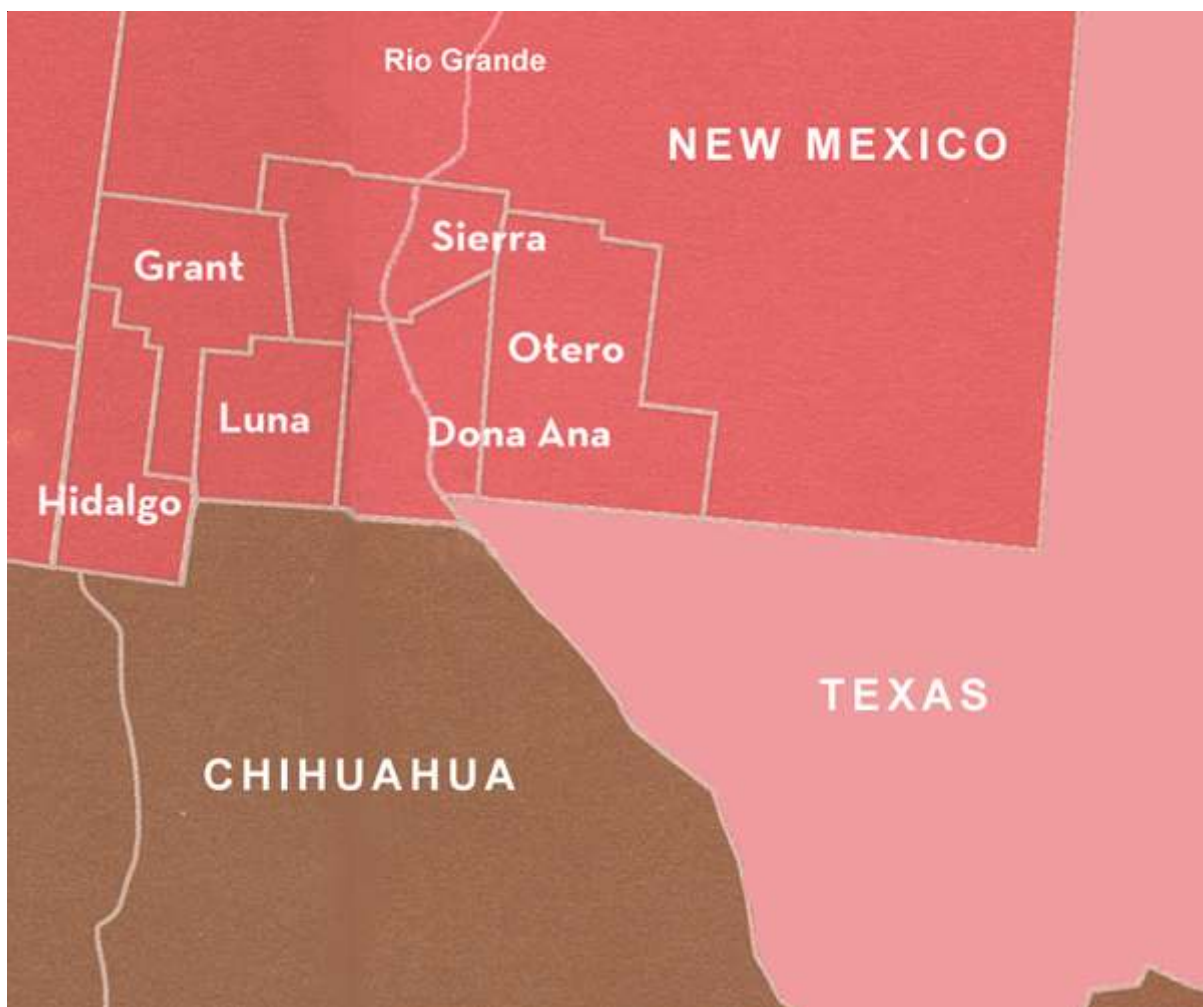 Rio Grande
NEW MEXICO
Sierra
Grant
Otero
Luna
Dona Ana
Hidalgo
TEXAS
CHIHUAHUA